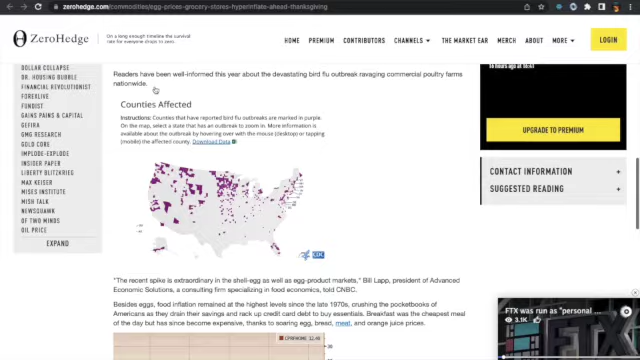 zerohedge.com/commodities/egg-prices-grocery-stores-hyperinflate-ahead-thanksgiving
ZeroHedge
On a long enough timeline the survival
rate for everyone drops to zero.
HOME
PREMIUM
CONTRIBUTORS
CHANNELS
THE MARKET EAR
MERCH
ABOUT
MORE
LOGIN
DOLLAR COLLAPSE
DR. HOUSING BUBBLE
FINANCIAL REVOLUTIONIST
FOREXLIVE
FUNDIST
GAINS PAINS & CAPITAL
GEFIRA
GMG RESEARCH
GOLD CORE
IMPLODE-EXPLODE
INSIDER PAPER
LIBERTY BLITZKRIEG
MAX KEISER
MISES INSTITUTE
MISH TALK
NEWSQUAWK
OF TWO MINDS
OIL PRICE
EXPAND
Readers have been well-informed this year about the devastating bird flu outbreak ravaging commercial poultry farms
nationwide.
Counties Affected
Instructions: Counties that have reported bird flu outbreaks are marked in purple.
On the map, select a state that has an outbreak to zoom in. More information is
available about the outbreak by hovering over with the mouse (desktop) or tapping
(mobile) the affected county. Download Data
CDC
"The recent spike is extraordinary in the shell-egg as well as egg-product markets," Bill Lapp, president of Advanced
Economic Solutions, a consulting firm specializing in food economics, told CNBC.
Besides eggs, food inflation remained at the highest levels since the late 1970s, crushing the pocketbooks of
Americans as they drain their savings and rack up credit card debt to buy essentials. Breakfast was the cheapest meal
of the day but has since become expensive, thanks to soaring egg, bread, meet, and orange juice prices.
30
UPGRADE TO PREMIUM
CONTACT INFORMATION +
SUGGESTED READING +
FTX was run as "personal ...
3.1K
FTX